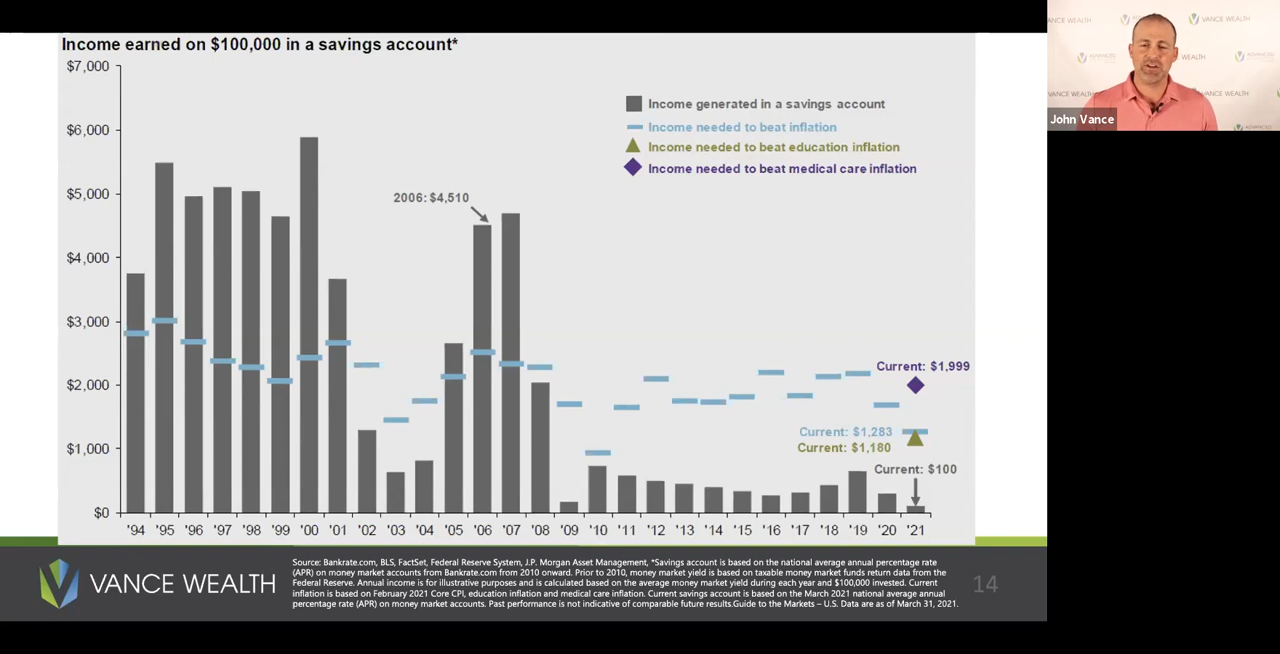 Income earned on $100,000 in a savings account*
$7,000
$6,000
$5,000
$4,000
$3,000
$2,000
$1,000
$0
Income generated in a savings account
Income needed to beat inflation
Income needed to beat education inflation
Income needed to beat medical care inflation
2006: $4,510
Current: $1,999
Current: $1,283
Current: $1,180
Current: $100
'94 '95 '96 '97 '98 '99 '00 '01 '02 '03 '04 '05 '06 '07 '08 '09 '10 '11 '12 '13 '14 '15 '16 '17 '18 '19 '20 '21
VANCE WEALTH
Source: Bankrate.com, BLS, FactSet, Federal Reserve System, J.P. Morgan Asset Management, *Savings account is based on the national average annual percentage rate
(APR) on money market accounts from Bankrate.com from 2010 onward. Prior to 2010, money market yield is based on taxable money market funds return data from the
Federal Reserve. Annual income is for illustrative purposes and is calculated based on the average money market yield during each year and $100,000 invested. Current
inflation is based on February 2021 Core CPI, education inflation and medical care inflation. Current savings account is based on the March 2021 national average annual
percentage rate (APR) on money market accounts. Past performance is not indicative of comparable future results.Guide to the Markets – U.S. Data are as of March 31, 2021.
14
VANCE WEALTH
VANCE WEALTH
ADVANCED
WEALTH
ADVANCED
VANCE WEALTH
John Vance